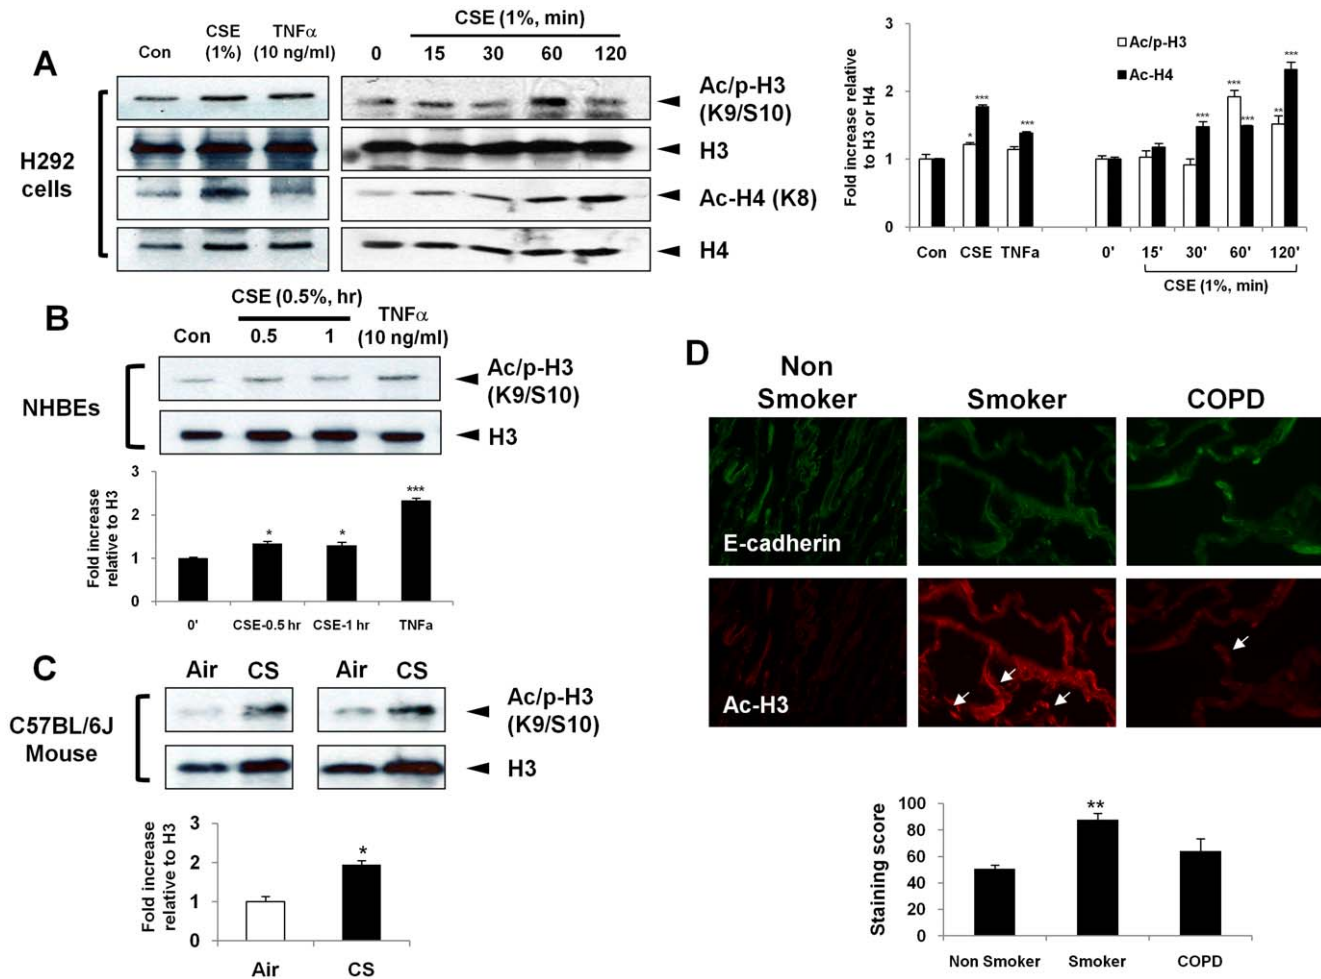 A
H292
cells
Con
CSE
(1%)
TNFα
(10 ng/ml)
CSE (1%, min)
0 15 30 60 120
Ac/p-H3
(K9/S10)
H3
Ac-H4 (K8)
H4
Fold increase relative
to H3 or H4
3
2
1
0
Ac/p-H3
Ac-H4
* *** *** *** *** *** ** ***
Con CSE TNFa 0' 15' 30' 60' 120'
CSE (1%, min)
B
NHBEs
Con
CSE (0.5%, hr)
0.5 1
TNFα
(10 ng/ml)
Ac/p-H3
(K9/S10)
H3
Fold increase
relative to H3
3
2
1
0
* * ***
0' CSE-0.5 hr CSE-1 hr TNFa
C
C57BL/6J
Mouse
Air CS Air CS
Ac/p-H3
(K9/S10)
H3
Fold increase
relative to H3
3
2
1
0
*
Air CS
D
Non
Smoker
Smoker
COPD
E-cadherin
Ac-H3
Staining score
100
80
60
40
20
0
**
Non Smoker Smoker COPD